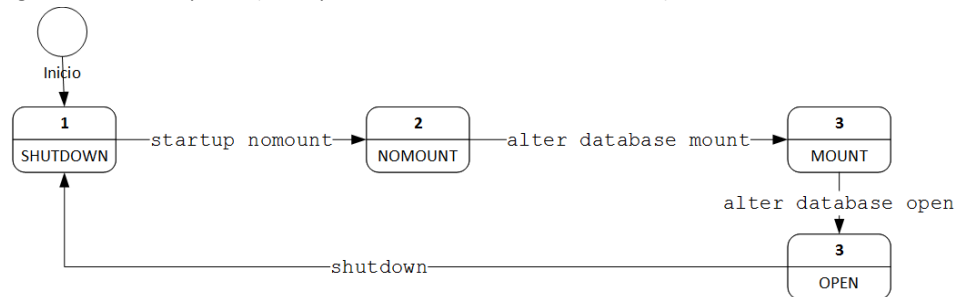 Inicio
1
SHUTDOWN
startup nomount
2
NOMOUNT
alter database mount
3
MOUNT
alter database open
3
OPEN
shutdown